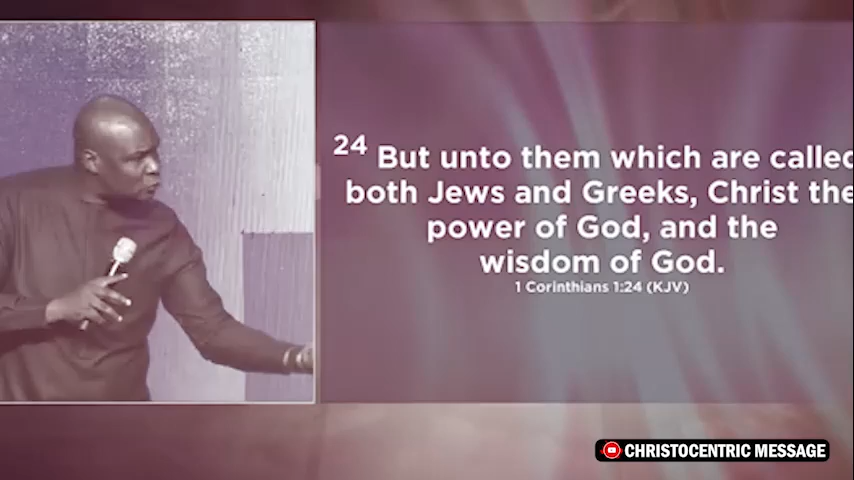 24 But unto them which are called
both Jews and Greeks, Christ the
power of God, and the
wisdom of God.
1 Corinthians 1:24 (KJV)
CHRISTOCENTRIC MESSAGE